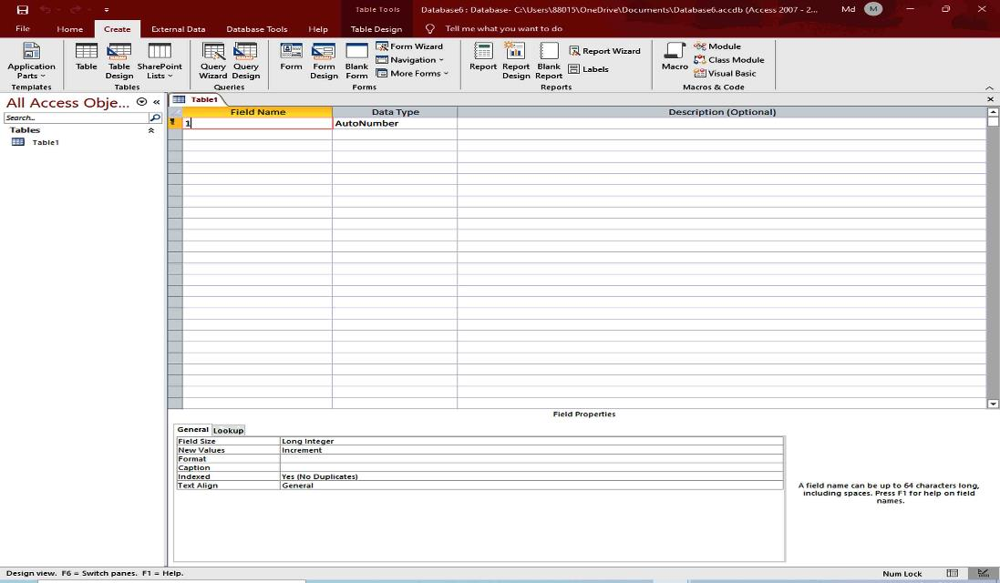 Table Tools
Database6 : Database- C:\Users\88015\OneDrive\Documents\Database6.accdb (Access 2007 - 2...
Md
M
File
Home
Create
External Data
Database Tools
Help
Table Design
Tell me what you want to do
Application
Parts
Templates
Table
Table
Design
SharePoint
Lists
Tables
Query
Wizard
Query
Design
Queries
Form
Form
Design
Blank
Form
Form Wizard
Navigation
More Forms
Forms
Report
Report
Design
Blank
Report
Report Wizard
Labels
Reports
Macro
Module
Class Module
Visual Basic
Macros & Code
All Access Obje...
Search...
Tables
Table1
Table1
Field Name
Data Type
Description (Optional)
1
AutoNumber
Field Properties
General
Lookup
Field Size
Long Integer
New Values
Increment
Format
Caption
Indexed
Yes (No Duplicates)
Text Align
General
A field name can be up to 64 characters long,
including spaces. Press F1 for help on field
names.
Design view. F6 = Switch panes. F1 = Help.
Num Lock